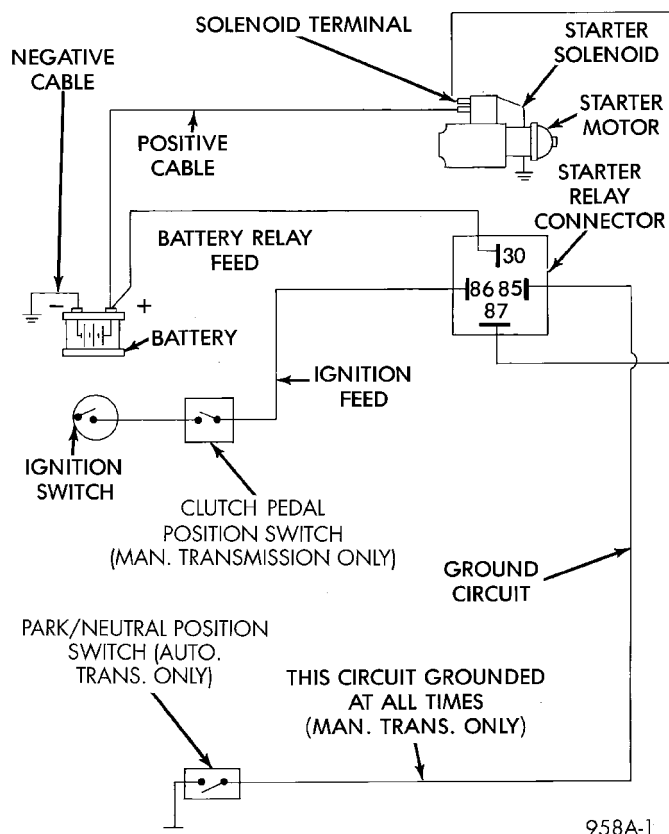 SOLENOID TERMINAL
STARTER
SOLENOID
NEGATIVE
CABLE
STARTER
MOTOR
POSITIVE
CABLE
STARTER
RELAY
CONNECTOR
BATTERY RELAY
FEED
30
86 85
87
-
+
BATTERY
IGNITION
FEED
IGNITION
SWITCH
CLUTCH PEDAL
POSITION SWITCH
(MAN. TRANSMISSION ONLY)
GROUND
CIRCUIT
PARK/NEUTRAL POSITION
SWITCH (AUTO.
TRANS. ONLY)
THIS CIRCUIT GROUNDED
AT ALL TIMES
(MAN. TRANS. ONLY)
958A-1